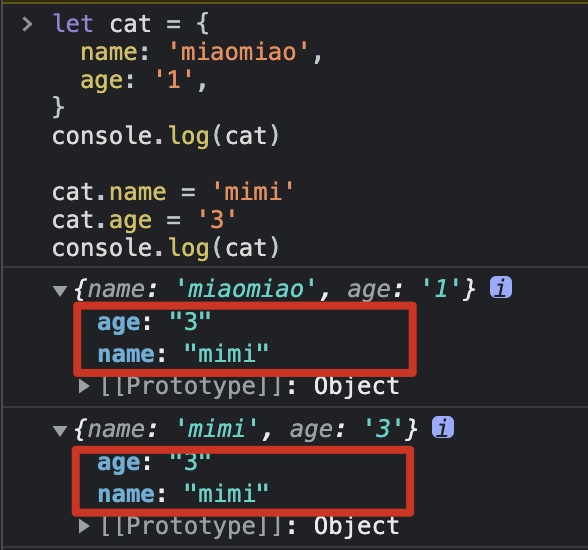 > let cat = {
name: 'miaomiao',
age: '1',
}
console.log(cat)
cat.name = 'mimi'
cat.age = '3'
console.log(cat)
▼{name: 'miaomiao', age: '1'} i
age: "3"
name: "mimi"
▶[[Prototype]]: Object
▼{name: 'mimi', age: '3'} i
age: "3"
name: "mimi"
▶[[Prototype]]: Object